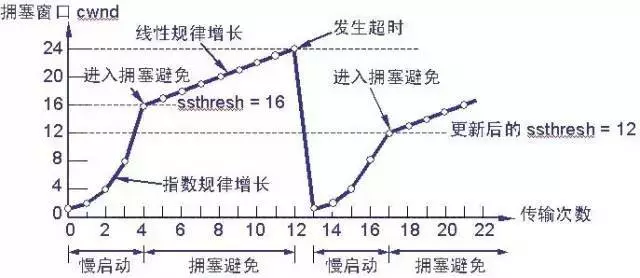 拥塞窗口 cwnd
线性规律增长
发生超时
24
20
进入拥塞避免
进入拥塞避免
16
ssthresh = 16
12
更新后的 ssthresh = 12
8
4
指数规律增长
0
0 2 4 6 8 10 12 14 16 18 20 22
传输次数
慢启动 拥塞避免 慢启动 拥塞避免